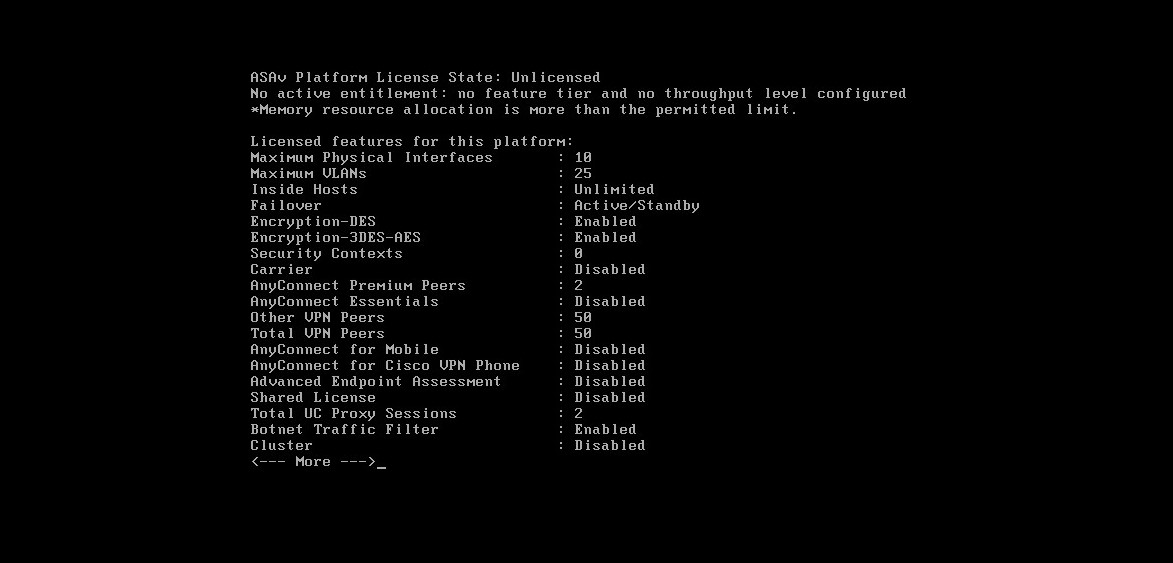 ASAv Platform License State: Unlicensed
No active entitlement: no feature tier and no throughput level configured
*Memory resource allocation is more than the permitted limit.
Licensed features for this platform:
Maximum Physical Interfaces : 10
Maximum VLANs : 25
Inside Hosts : Unlimited
Failover : Active/Standby
Encryption-DES : Enabled
Encryption-3DES-AES : Enabled
Security Contexts : 0
Carrier : Disabled
AnyConnect Premium Peers : 2
AnyConnect Essentials : Disabled
Other VPN Peers : 50
Total VPN Peers : 50
AnyConnect for Mobile : Disabled
AnyConnect for Cisco VPN Phone : Disabled
Advanced Endpoint Assessment : Disabled
Shared License : Disabled
Total UC Proxy Sessions : 2
Botnet Traffic Filter : Enabled
Cluster : Disabled
<--- More --->_